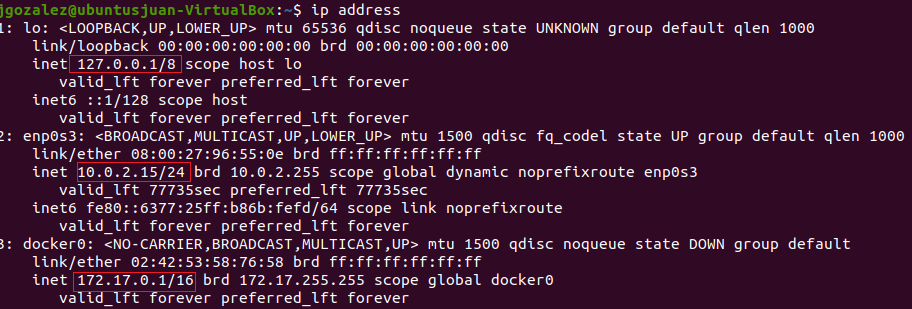 jgozalez@ubuntusjuan-VirtualBox:~$ ip address
1: lo: <LOOPBACK,UP,LOWER_UP> mtu 65536 qdisc noqueue state UNKNOWN group default qlen 1000
link/loopback 00:00:00:00:00:00 brd 00:00:00:00:00:00
inet 127.0.0.1/8 scope host lo
valid_lft forever preferred_lft forever
inet6 ::1/128 scope host
valid_lft forever preferred_lft forever
2: enp0s3: <BROADCAST,MULTICAST,UP,LOWER_UP> mtu 1500 qdisc fq_codel state UP group default qlen 1000
link/ether 08:00:27:96:55:0e brd ff:ff:ff:ff:ff:ff
inet 10.0.2.15/24 brd 10.0.2.255 scope global dynamic noprefixroute enp0s3
valid_lft 77735sec preferred_lft 77735sec
inet6 fe80::6377:25ff:b86b:fefd/64 scope link noprefixroute
valid_lft forever preferred_lft forever
3: docker0: <NO-CARRIER,BROADCAST,MULTICAST,UP> mtu 1500 qdisc noqueue state DOWN group default
link/ether 02:42:53:58:76:58 brd ff:ff:ff:ff:ff:ff
inet 172.17.0.1/16 brd 172.17.255.255 scope global docker0
valid_lft forever preferred_lft forever